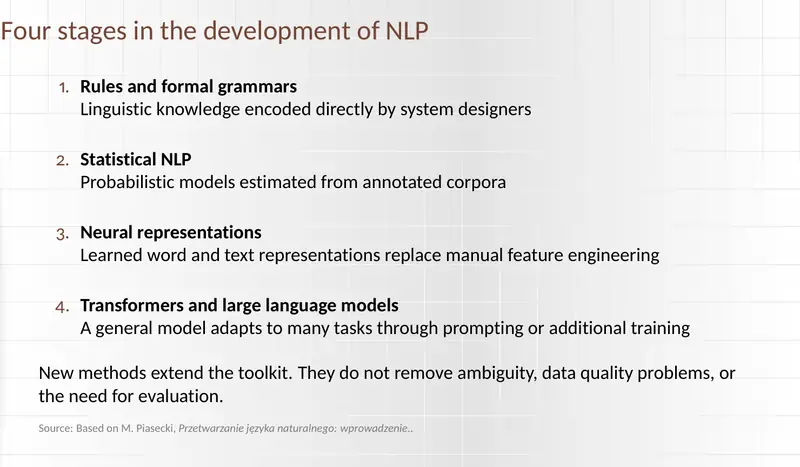 Four stages in the development of NLP
1. Rules and formal grammars
Linguistic knowledge encoded directly by system designers
2. Statistical NLP
Probabilistic models estimated from annotated corpora
3. Neural representations
Learned word and text representations replace manual feature engineering
4. Transformers and large language models
A general model adapts to many tasks through prompting or additional training
New methods extend the toolkit. They do not remove ambiguity, data quality problems, or
the need for evaluation.
Source: Based on M. Piasecki, Przetwarzanie języka naturalnego: wprowadzenie..